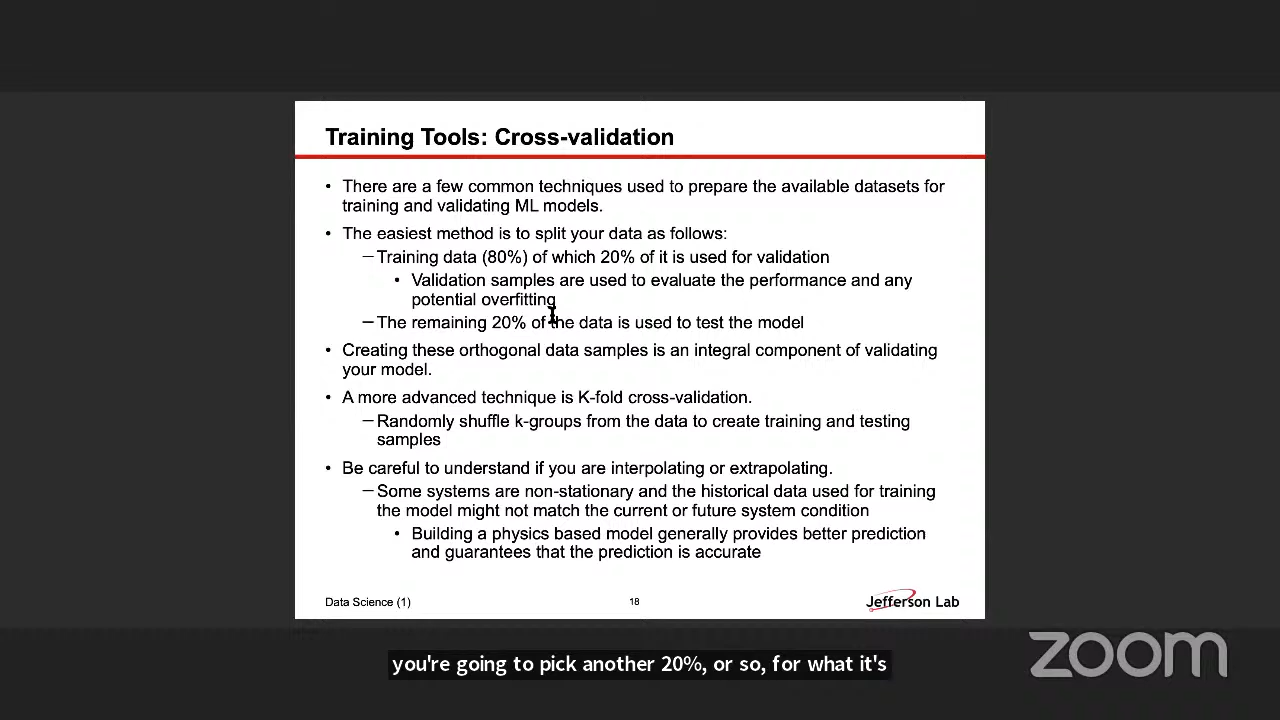 Training Tools: Cross-validation
• There are a few common techniques used to prepare the available datasets for
training and validating ML models.
• The easiest method is to split your data as follows:
– Training data (80%) of which 20% of it is used for validation
• Validation samples are used to evaluate the performance and any
potential overfitting
– The remaining 20% of the data is used to test the model
• Creating these orthogonal data samples is an integral component of validating
your model.
• A more advanced technique is K-fold cross-validation.
– Randomly shuffle k-groups from the data to create training and testing
samples
• Be careful to understand if you are interpolating or extrapolating.
– Some systems are non-stationary and the historical data used for training
the model might not match the current or future system condition
• Building a physics based model generally provides better prediction
and guarantees that the prediction is accurate
Data Science (1)
18
Jefferson Lab
you're going to pick another 20%, or so, for what it's
zoom